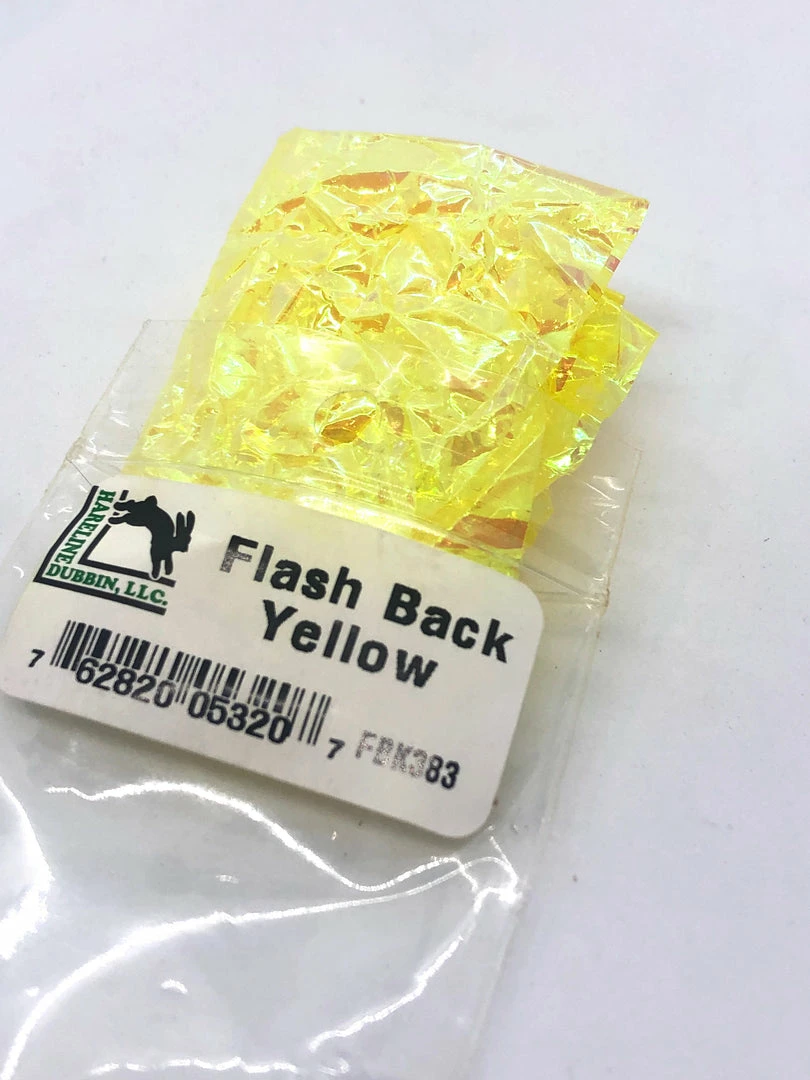 HARELINE
DUBBIN, LLC.
Flash Back
Yellow
7 62820 05320 7
FBK383